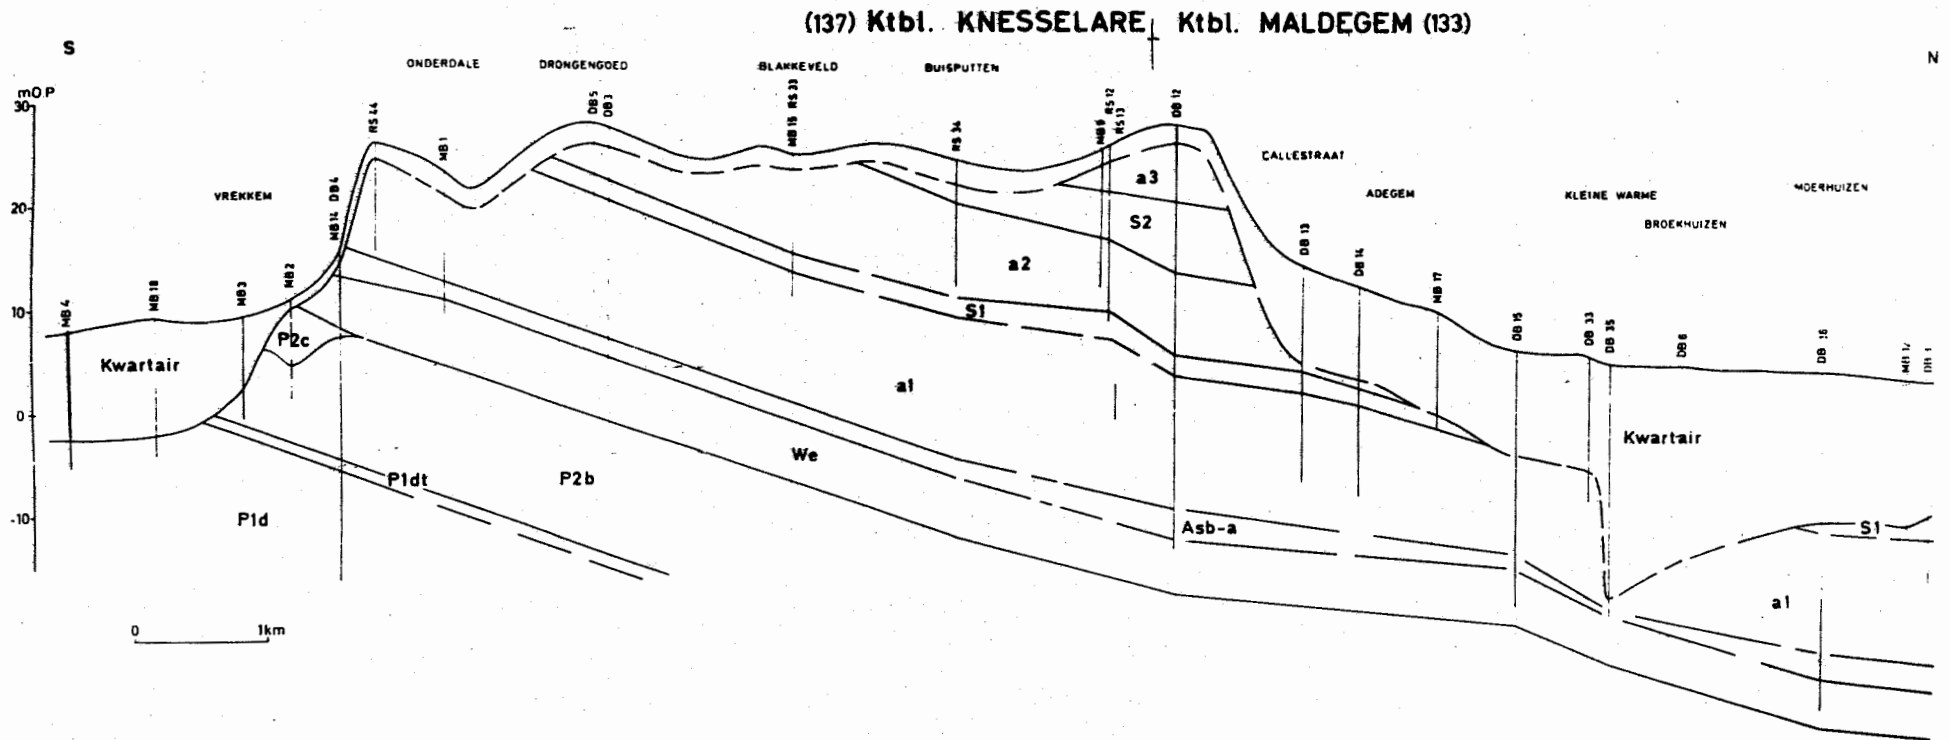 (137) Ktbl. KNESSELARE Ktbl. MALDEGEM (133)
S
N
ONDERDALE DRONGENGOED BLAKKEVELD BUISPUTTEN
mO.P
30
20
10
0
-10
CALLESTRAAT
ADEGEM
KLEINE WARME
BROEKHUIZEN
MOERHUIZEN
VREKKEM
MB 4
MB 18
MB 3
MB 2
MB 14 DB 4
RS 44
MB 1
DB 5
DB 3
MB 15 RS 33
RS 34
MB 9
RS 12
RS 13
DB 12
DB 13
DB 14
MB 17
DB 15
DB 33
DB 35
DB 6
DB 16
a3
S2
a2
S1
a1
Kwartair
P2c
We
P1dt
P2b
P1d
Asb-a
Kwartair
S1
a1
0 1km